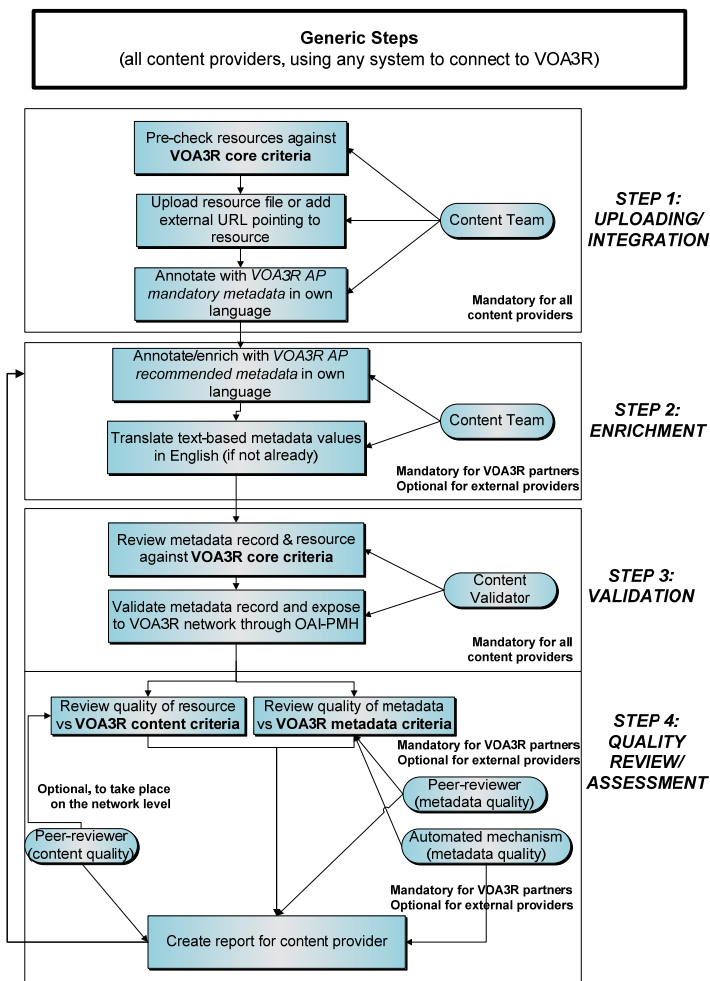 Generic Steps
(all content providers, using any system to connect to VOA3R)
Pre-check resources against
VOA3R core criteria
Upload resource file or add
external URL pointing to
resource
Annotate with VOA3R AP
mandatory metadata in own
language
Content Team
Mandatory for all
content providers
STEP 1:
UPLOADING/
INTEGRATION
Annotate/enrich with VOA3R AP
recommended metadata in own
language
Translate text-based metadata values
in English (if not already)
Content Team
Mandatory for VOA3R partners
Optional for external providers
STEP 2:
ENRICHMENT
Review metadata record & resource
against VOA3R core criteria
Validate metadata record and expose
to VOA3R network through OAI-PMH
Content
Validator
Mandatory for all
content providers
STEP 3:
VALIDATION
Review quality of resource
vs VOA3R content criteria
Review quality of metadata
vs VOA3R metadata criteria
Mandatory for VOA3R partners
Optional for external providers
STEP 4:
QUALITY
REVIEW/
ASSESSMENT
Optional, to take place
on the network level
Peer-reviewer
(metadata quality)
Peer-reviewer
(content quality)
Automated mechanism
(metadata quality)
Mandatory for VOA3R partners
Optional for external providers
Create report for content provider